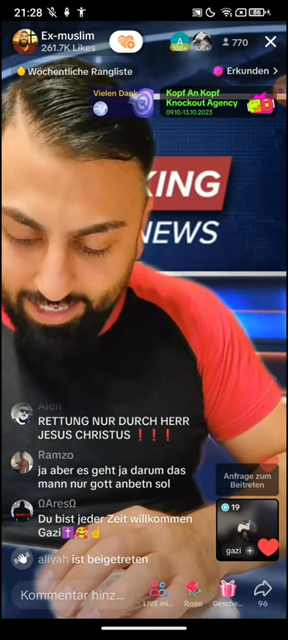 21:28
86
Ex-muslim
261.7K Likes
100+
100+
770
Wöchentliche Rangliste
Erkunden >
Vielen Dank
Kopf An Kopf
Knockout Agency
09.10.-13.10.2023
KING
NEWS
Alen
RETTUNG NUR DURCH HERR
JESUS CHRISTUS ❗❗❗
Ramzo
ja aber es geht ja darum das
mann nur gott anbetn sol
ΩAresΩ
Du bist jeder Zeit willkommen
Gazi✝️🥰☝️
aliyah ist beigetreten
Anfrage zum
Beitreten
19
gazi +
Kommentar hinz...
LIVE mi...
Rose
Gesche...
96